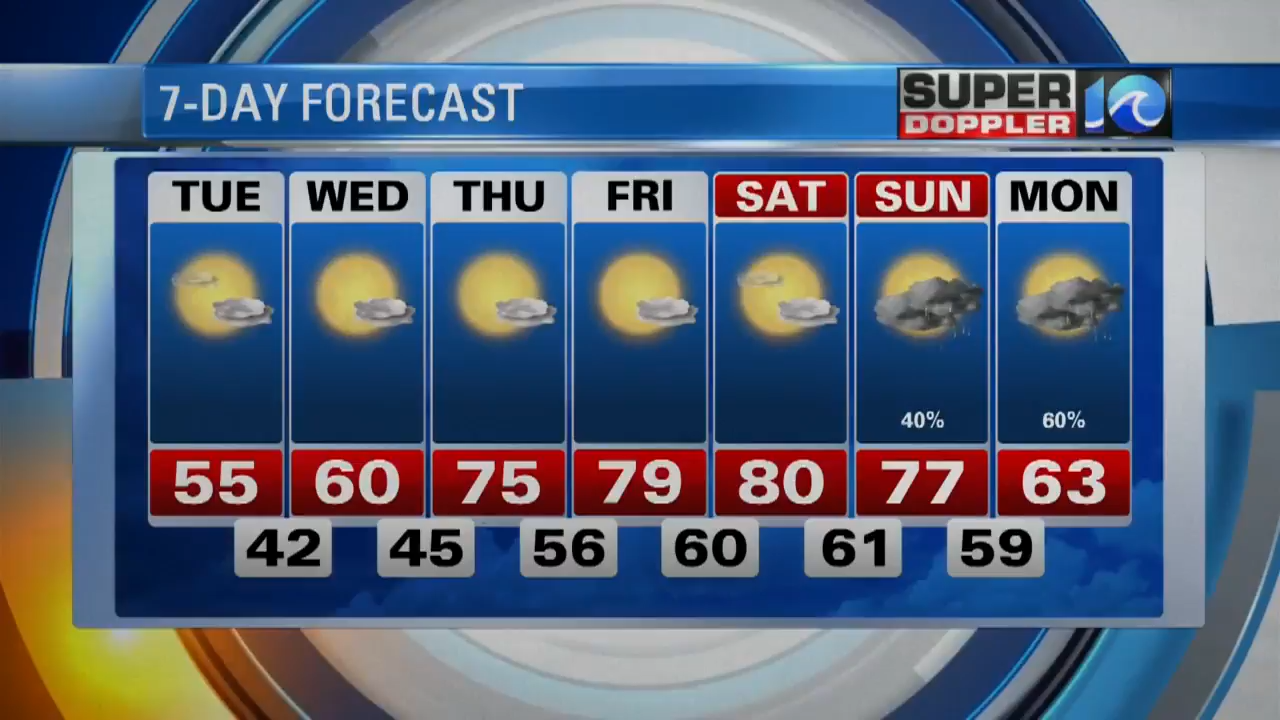 7-DAY FORECAST
SUPER
DOPPLER 10
TUE WED THU FRI SAT SUN MON
40% 60%
55 60 75 79 80 77 63
42 45 56 60 61 59